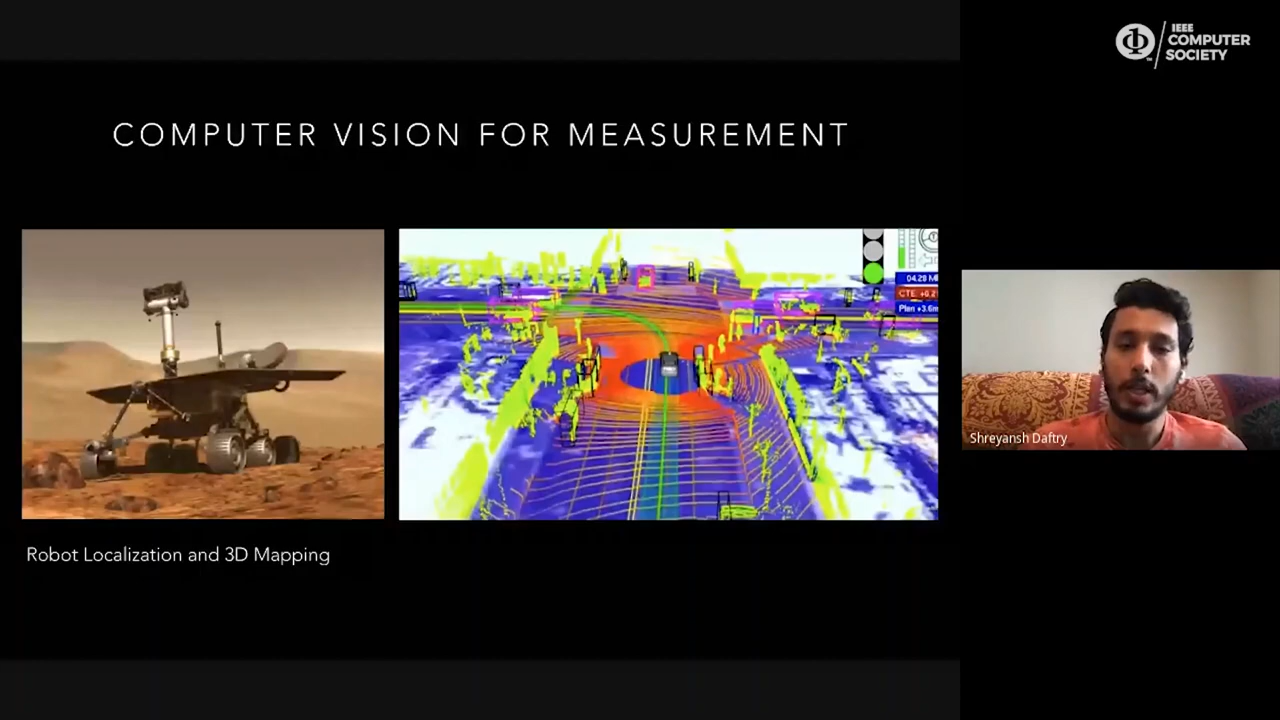 IEEE
COMPUTER
SOCIETY
COMPUTER VISION FOR MEASUREMENT
Robot Localization and 3D Mapping
Shreyansh Daftry